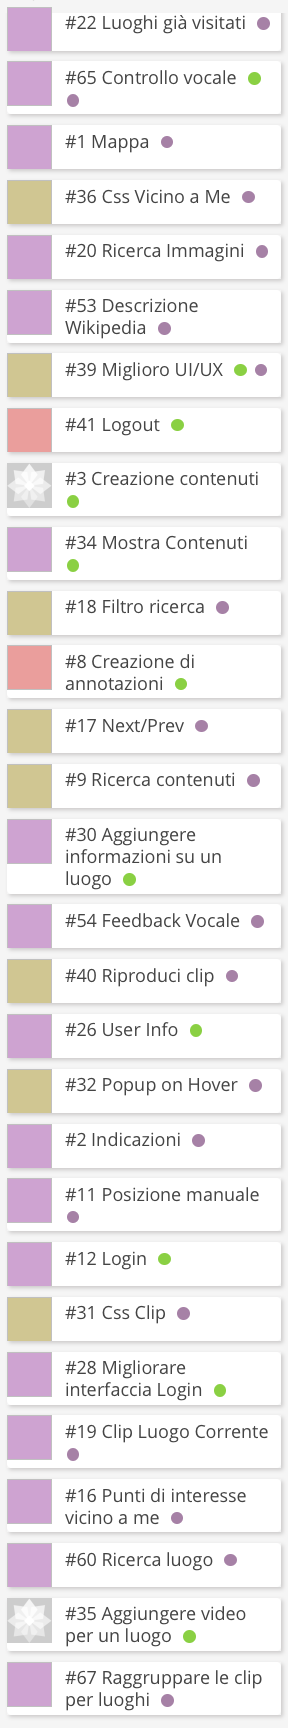 #22 Luoghi già visitati
#65 Controllo vocale
#1 Mappa
#36 Css Vicino a Me
#20 Ricerca Immagini
#53 Descrizione
Wikipedia
#39 Miglioro UI/UX
#41 Logout
#3 Creazione contenuti
#34 Mostra Contenuti
#18 Filtro ricerca
#8 Creazione di
annotazioni
#17 Next/Prev
#9 Ricerca contenuti
#30 Aggiungere
informazioni su un
luogo
#54 Feedback Vocale
#40 Riproduci clip
#26 User Info
#32 Popup on Hover
#2 Indicazioni
#11 Posizione manuale
#12 Login
#31 Css Clip
#28 Migliorare
interfaccia Login
#19 Clip Luogo Corrente
#16 Punti di interesse
vicino a me
#60 Ricerca luogo
#35 Aggiungere video
per un luogo
#67 Raggruppare le clip
per luoghi